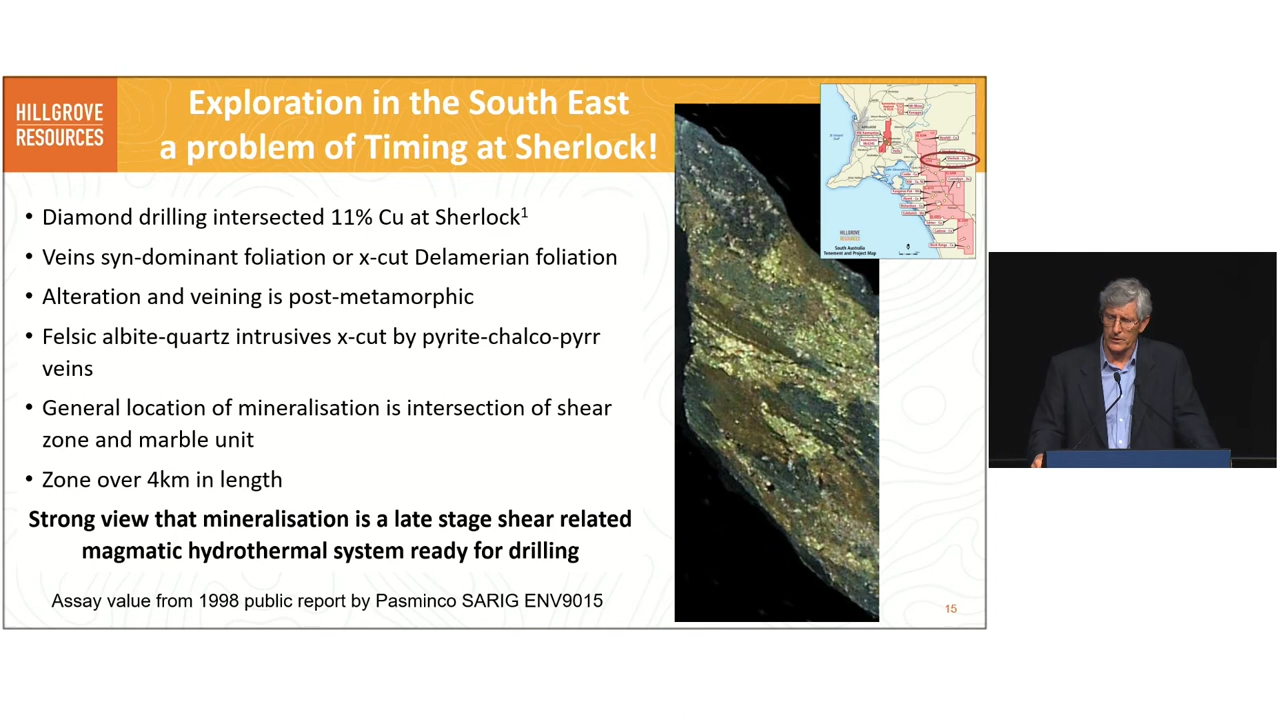 HILLGROVE
RESOURCES
Exploration in the South East
a problem of Timing at Sherlock!
• Diamond drilling intersected 11% Cu at Sherlock¹
• Veins syn-dominant foliation or x-cut Delamerian foliation
• Alteration and veining is post-metamorphic
• Felsic albite-quartz intrusives x-cut by pyrite-chalco-pyrr
veins
• General location of mineralisation is intersection of shear
zone and marble unit
• Zone over 4km in length
Strong view that mineralisation is a late stage shear related
magmatic hydrothermal system ready for drilling
Assay value from 1998 public report by Pasminco SARIG ENV9015
HILLGROVE
RESOURCES
South Australia
Tenement and Project Map
15